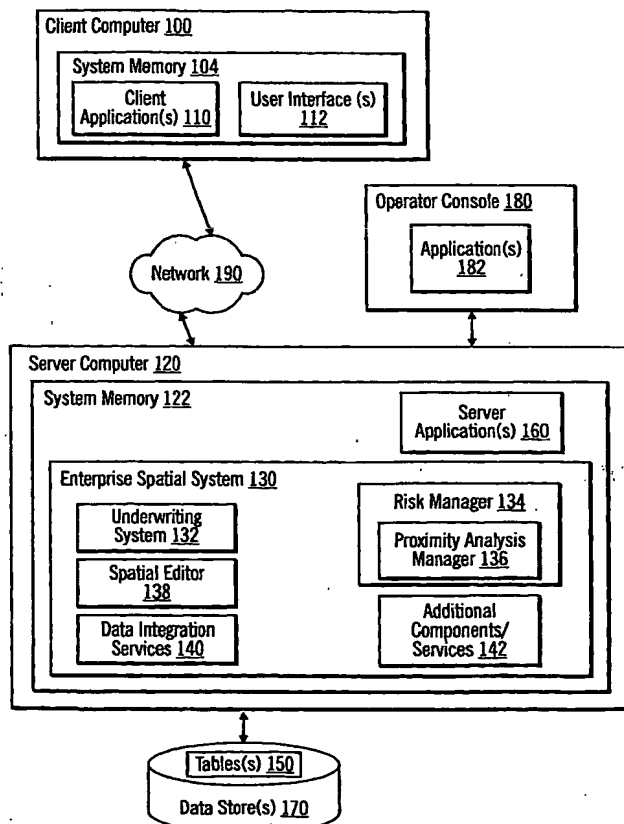 Client Computer 100
System Memory 104
Client
Application(s) 110
User Interface (s)
112
Operator Console 180
Application(s)
182
Network 190
Server Computer 120
System Memory 122
Server
Application(s) 160
Enterprise Spatial System 130
Underwriting
System 132
Spatial Editor
138
Data Integration
Services 140
Risk Manager 134
Proximity Analysis
Manager 136
Additional
Components/
Services 142
Tables(s) 150
Data Store(s) 170